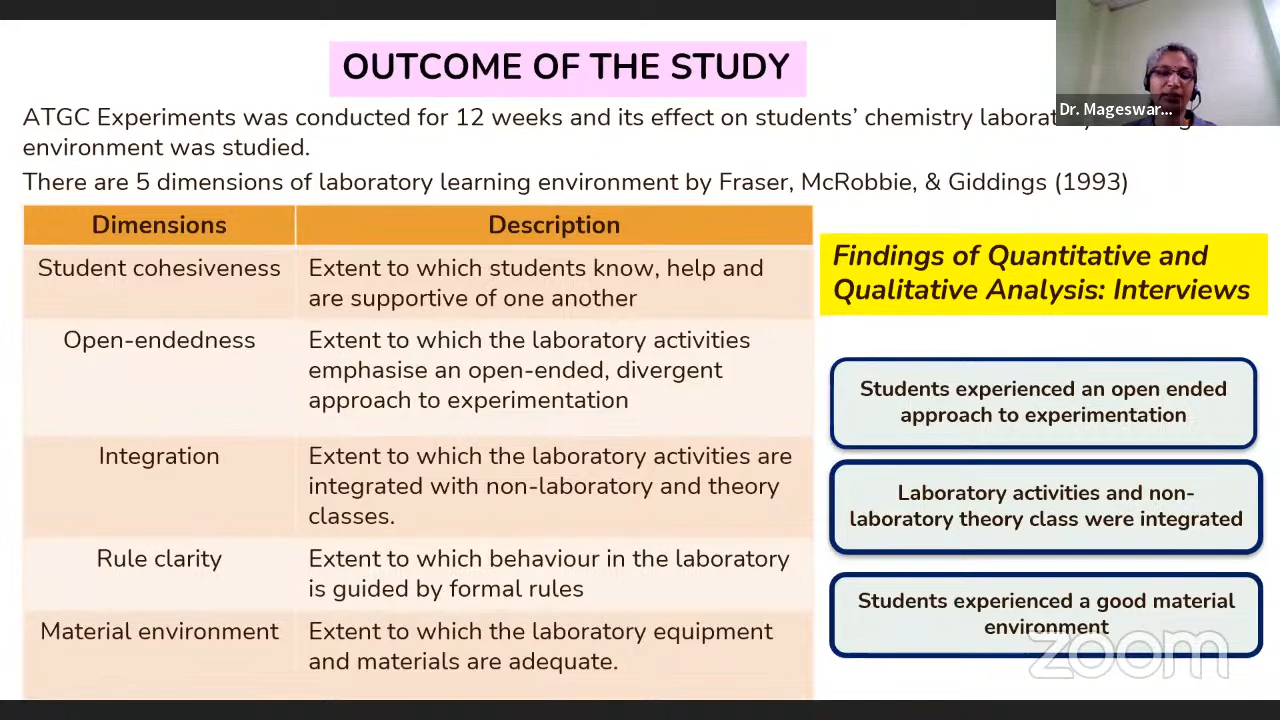 OUTCOME OF THE STUDY
Dr. Mageswar...
ATGC Experiments was conducted for 12 weeks and its effect on students' chemistry
environment was studied.
There are 5 dimensions of laboratory learning environment by Fraser, McRobbie, & Giddings (1993)
Dimensions
Description
Student cohesiveness
Extent to which students know, help and
are supportive of one another
Open-endedness
Extent to which the laboratory activities
emphasise an open-ended, divergent
approach to experimentation
Integration
Extent to which the laboratory activities are
integrated with non-laboratory and theory
classes.
Rule clarity
Extent to which behaviour in the laboratory
is guided by formal rules
Material environment
Extent to which the laboratory equipment
and materials are adequate.
Findings of Quantitative and
Qualitative Analysis: Interviews
Students experienced an open ended
approach to experimentation
Laboratory activities and non-
laboratory theory class were integrated
Students experienced a good material
environment
zoom